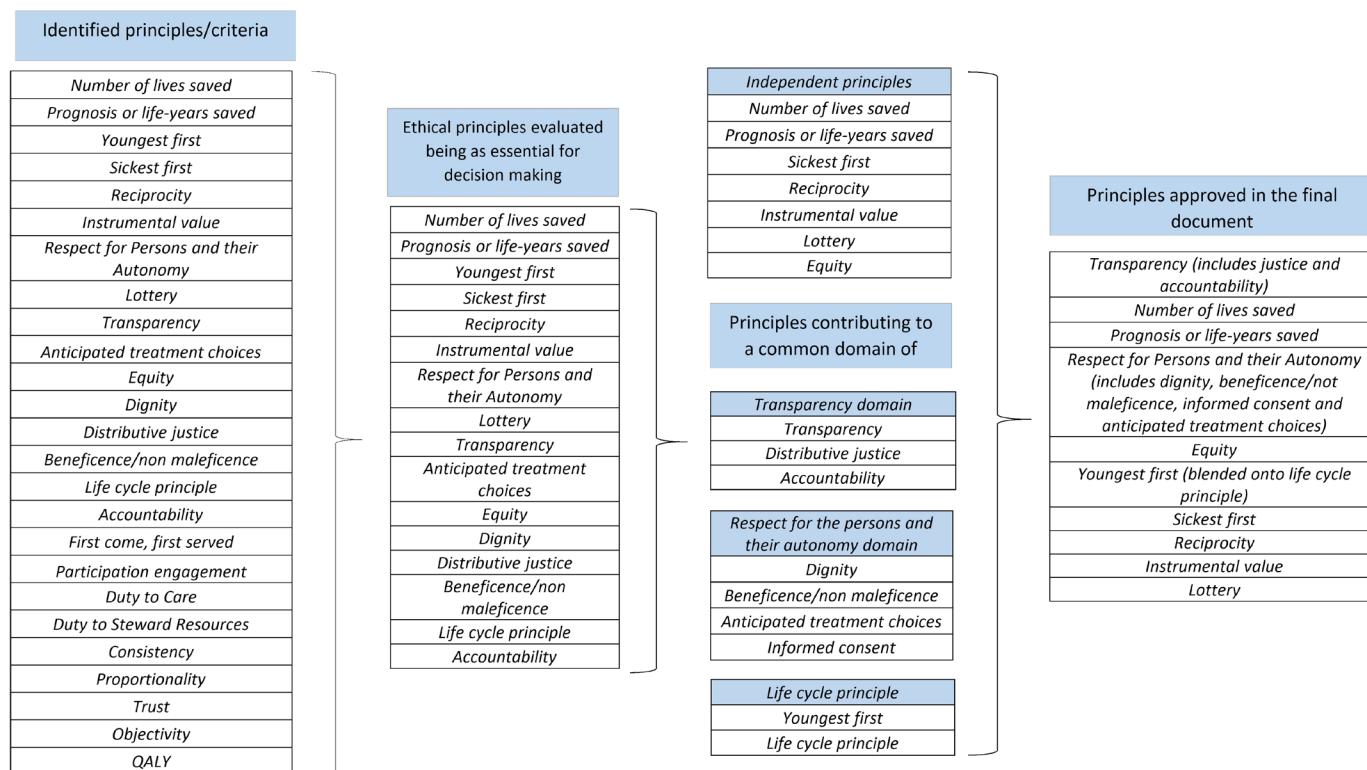 Identified principles/criteria
Number of lives saved
Prognosis or life-years saved
Youngest first
Sickest first
Reciprocity
Instrumental value
Respect for Persons and their
Autonomy
Lottery
Transparency
Anticipated treatment choices
Equity
Dignity
Distributive justice
Beneficence/non maleficence
Life cycle principle
Accountability
First come, first served
Participation engagement
Duty to Care
Duty to Steward Resources
Consistency
Proportionality
Trust
Objectivity
QALY
Ethical principles evaluated
being as essential for
decision making
Number of lives saved
Prognosis or life-years saved
Youngest first
Sickest first
Reciprocity
Instrumental value
Respect for Persons and
their Autonomy
Lottery
Transparency
Anticipated treatment
choices
Equity
Dignity
Distributive justice
Beneficence/non
maleficence
Life cycle principle
Accountability
Independent principles
Number of lives saved
Prognosis or life-years saved
Sickest first
Reciprocity
Instrumental value
Lottery
Equity
Principles contributing to
a common domain of
Transparency domain
Transparency
Distributive justice
Accountability
Respect for the persons and
their autonomy domain
Dignity
Beneficence/non maleficence
Anticipated treatment choices
Informed consent
Life cycle principle
Youngest first
Life cycle principle
Principles approved in the final
document
Transparency (includes justice and
accountability)
Number of lives saved
Prognosis or life-years saved
Respect for Persons and their Autonomy
(includes dignity, beneficence/not
maleficence, informed consent and
anticipated treatment choices)
Equity
Youngest first (blended onto life cycle
principle)
Sickest first
Reciprocity
Instrumental value
Lottery